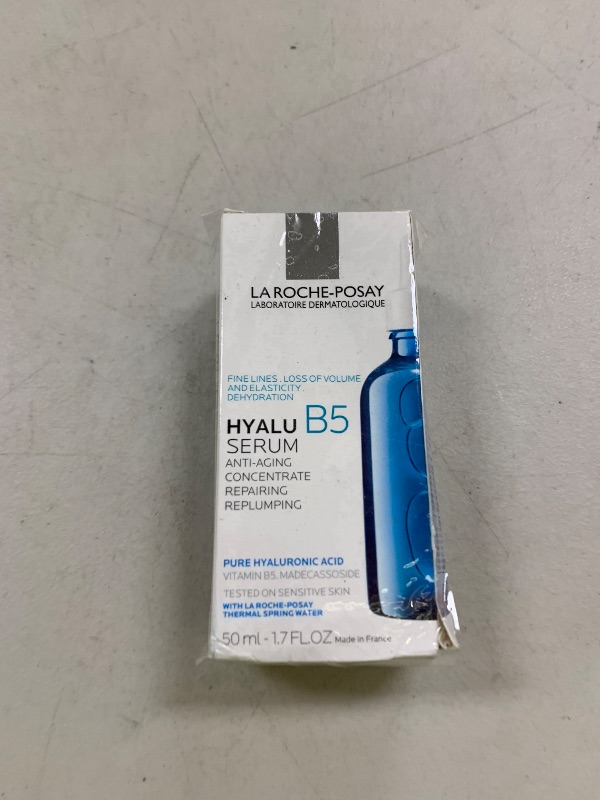 LA ROCHE-POSAY
LABORATOIRE DERMATOLOGIQUE
FINE LINES . LOSS OF VOLUME
AND ELASTICITY .
DEHYDRATION
HYALU B5
SERUM
ANTI-AGING
CONCENTRATE
REPAIRING
REPLUMPING
PURE HYALURONIC ACID
VITAMIN B5. MADECASSOSIDE
TESTED ON SENSITIVE SKIN
WITH LA ROCHE-POSAY
THERMAL SPRING WATER
50 ml - 1.7 FL.OZ Made in France